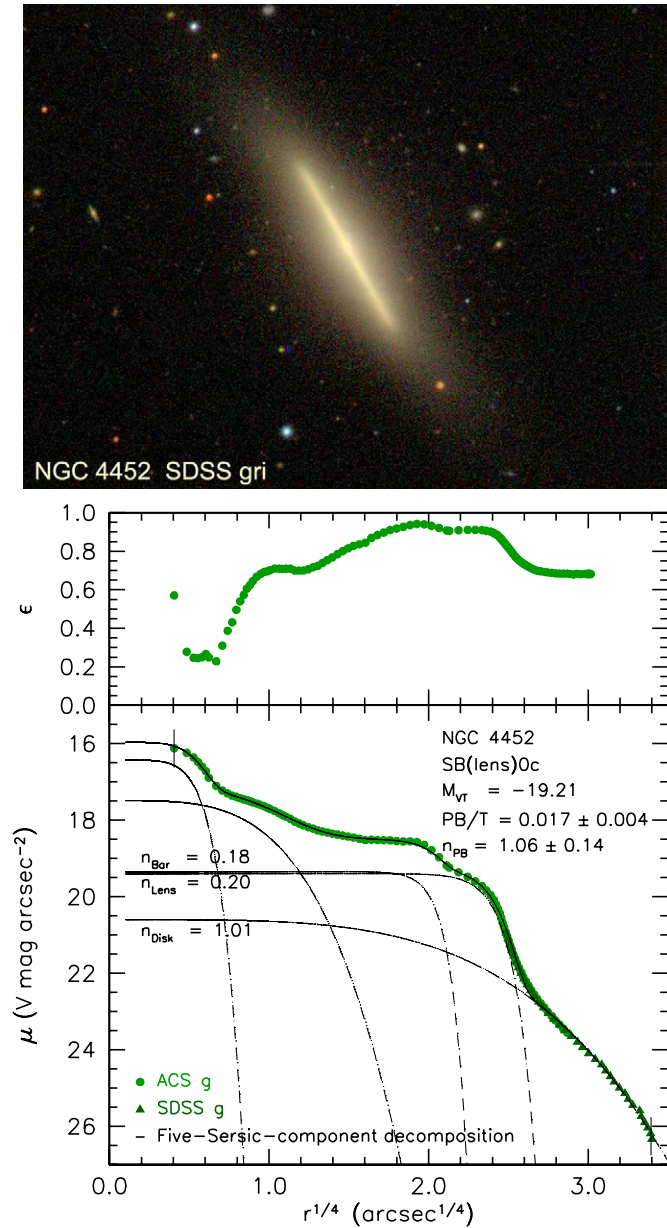 NGC 4452 SDSS gri
1.0
0.8
0.6
0.4
0.2
0.0
ε
NGC 4452
SB(lens)0c
M_VT = −19.21
PB/T = 0.017 ± 0.004
n_PB = 1.06 ± 0.14
16
18
20
22
24
26
μ (V mag arcsec⁻²)
n_Bar = 0.18
n_Lens = 0.20
n_Disk = 1.01
ACS g
SDSS g
– Five−Sersic−component decomposition
0.0 1.0 2.0 3.0
r^1/4 (arcsec^1/4)